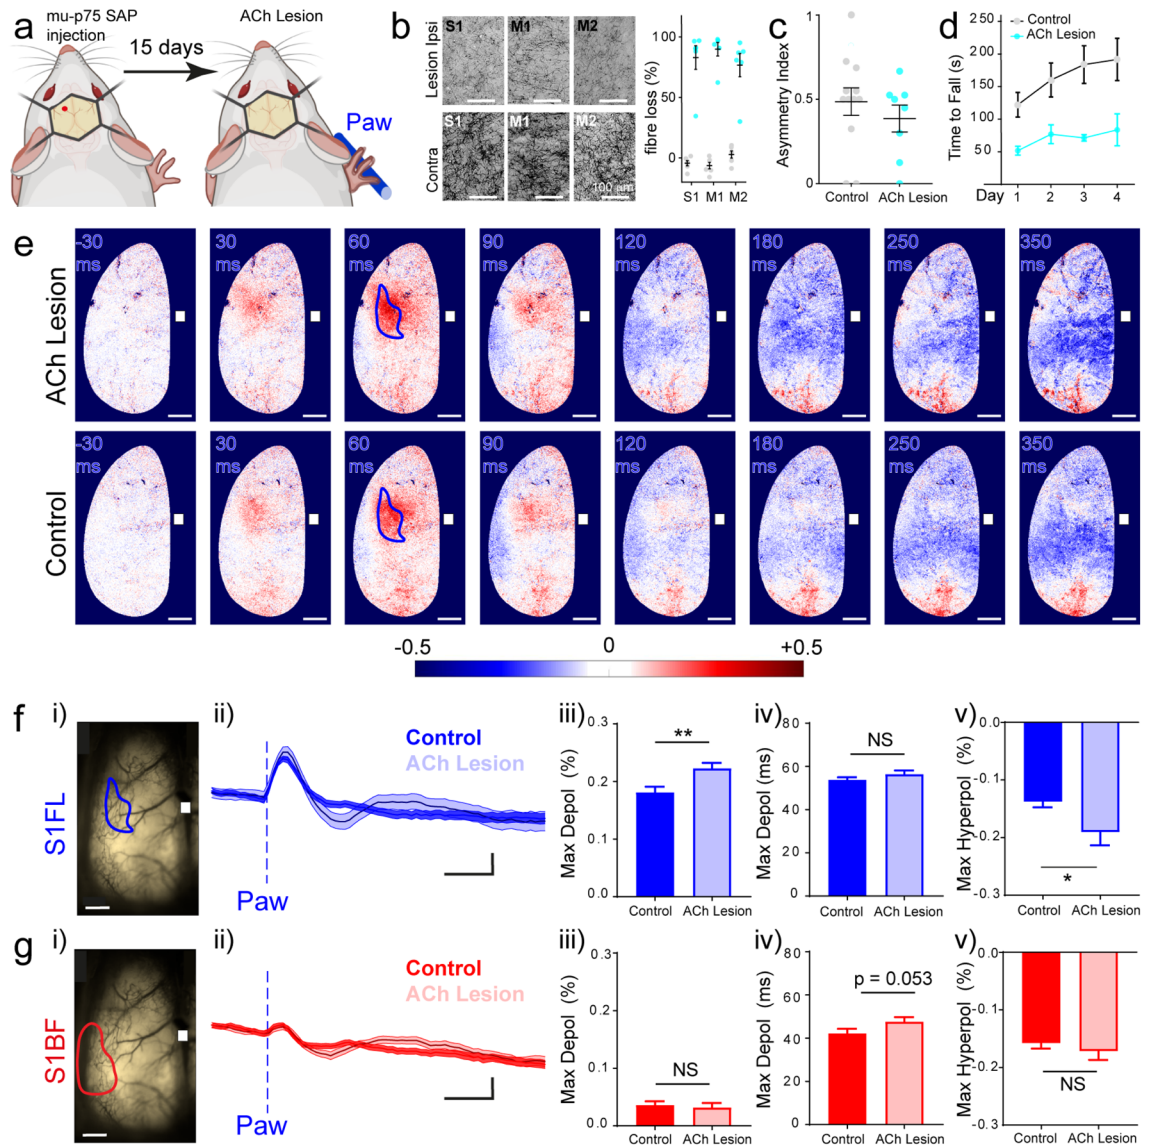 a
mu-p75 SAP
injection
15 days
ACh Lesion
Paw
b
Lesion Ipsi
Contra
S1
M1
M2
S1
M1
M2
100 um
fibre loss (%)
100
50
0
S1 M1 M2
c
Asymmetry Index
1
0.5
0
Control
ACh Lesion
d
Control
ACh Lesion
Time to Fall (s)
250
200
150
100
50
Day 1 2 3 4
e
ACh Lesion
-30 ms
30 ms
60 ms
90 ms
120 ms
180 ms
250 ms
350 ms
Control
-30 ms
30 ms
60 ms
90 ms
120 ms
180 ms
250 ms
350 ms
-0.5 0 +0.5
f
i)
S1FL
ii)
Control
ACh Lesion
Paw
iii)
Max Depol (%)
0.3
0.2
0.1
0.0
**
Control ACh Lesion
iv)
Max Depol (ms)
80
60
40
20
0
NS
Control ACh Lesion
v)
Max Hyperpol (%)
0.0
-0.1
-0.2
-0.3
*
Control ACh Lesion
g
i)
S1BF
ii)
Control
ACh Lesion
Paw
iii)
Max Depol (%)
0.3
0.2
0.1
0.0
NS
Control ACh Lesion
iv)
Max Depol (ms)
80
60
40
20
0
p = 0.053
Control ACh Lesion
v)
Max Hyperpol (%)
0.0
-0.1
-0.2
-0.3
NS
Control ACh Lesion